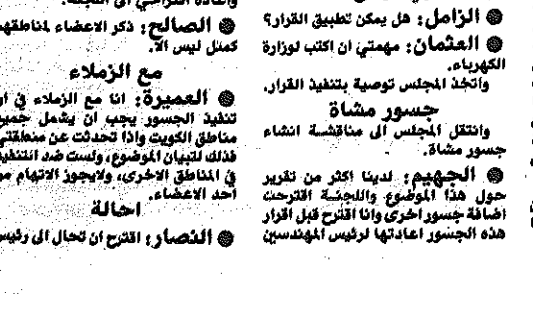 ● الزامل: هل يمكن تطبيق القرار؟
● العثمان: مهمتي ان اكتب لوزارة
الكهرباء.
واتخذ المجلس توصية بتنفيذ القرار.
جسور مشاة
وانتقل المجلس الى مناقشة انشاء
جسور مشاة.
● الجهيم: لدينا اكثر من تقرير
حول هذا الموضوع واللجنة اقترحت
اضافة جسور اخرى وانا اقترح قبل اقرار
هذه الجسور اعادتها لرئيس المهندسين
● الصالح: ذكر الاعضاء لمناطقهم
كمثل ليس الا.
مع الزملاء
● العميرة: انا مع الزملاء في ان
تنفيذ الجسور يجب ان يشمل جميع
مناطق الكويت واذا تحدثت عن منطقتي
فذلك لتبيان الموضوع، ولست ضد التنفيذ
في المناطق الاخرى، ولايجوز الاتهام من
احد الاعضاء.
احالة
● النصار: اقترح ان تحال الى رئيس